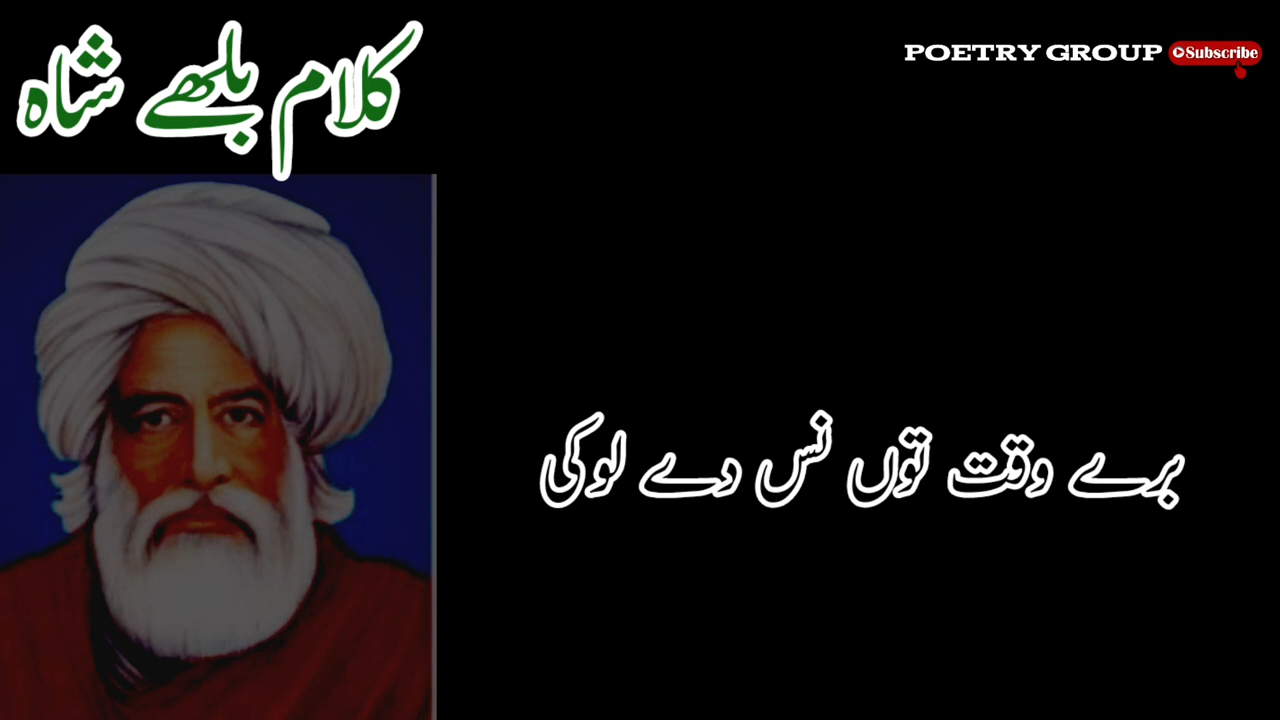 کلام بلھے شاہ
POETRY GROUP Subscribe
برے وقت توں نس دے لوکی